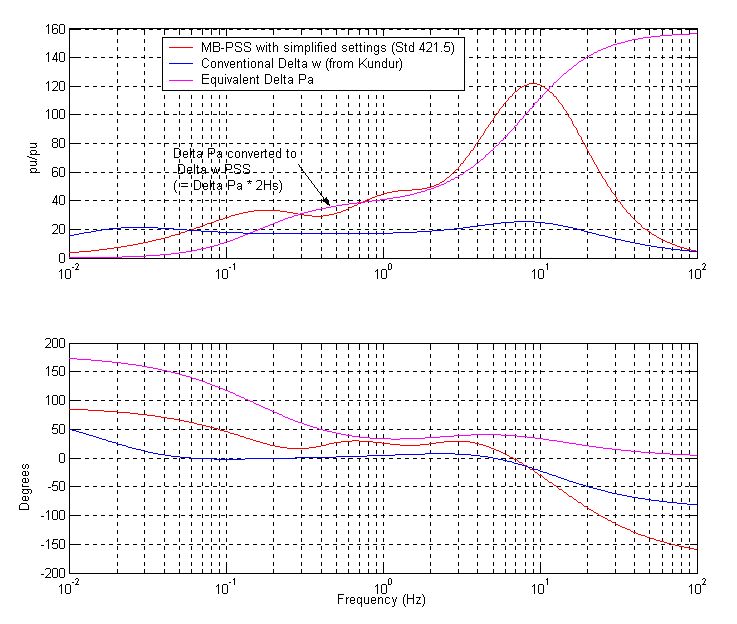 160
140
120
100
80
60
40
20
0
pu/pu
MB-PSS with simplified settings (Std 421.5)
Conventional Delta w (from Kundur)
Equivalent Delta Pa
Delta Pa converted to
Delta w PSS
(:= Delta Pa * 2Hs)
10^-2 10^-1 10^0 10^1 10^2
200
150
100
50
0
-50
-100
-150
-200
Degrees
10^-2 10^-1 10^0 10^1 10^2
Frequency (Hz)